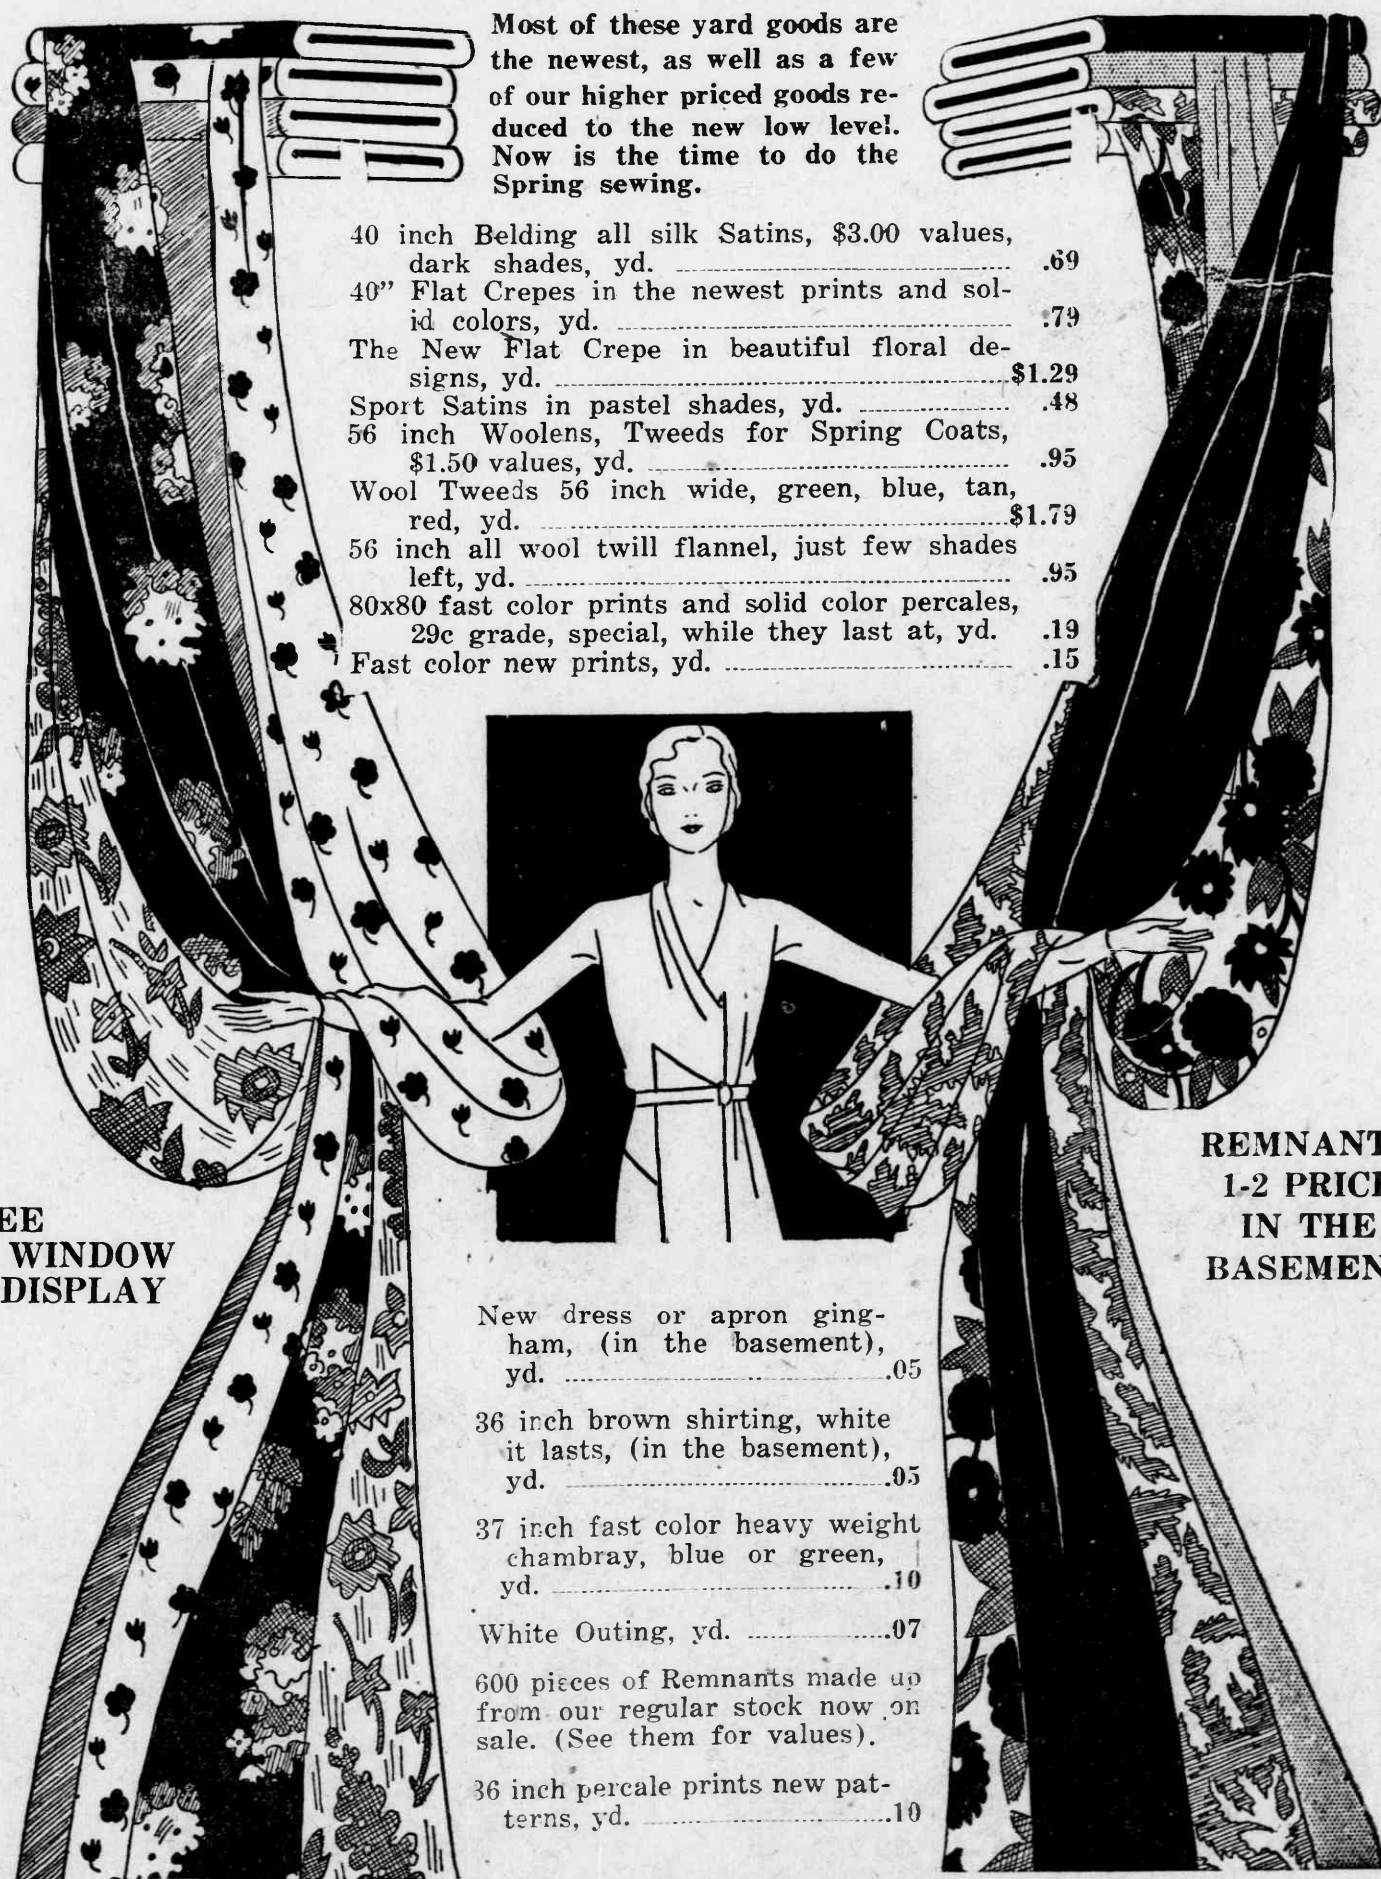 Most of these yard goods are
the newest, as well as a few
of our higher priced goods re-
duced to the new low level.
Now is the time to do the
Spring sewing.
40 inch Belding all silk Satins, $3.00 values,
dark shades, yd. .69
40” Flat Crepes in the newest prints and sol-
id colors, yd. .79
The New Flat Crepe in beautiful floral de-
signs, yd. $1.29
Sport Satins in pastel shades, yd. .48
56 inch Woolens, Tweeds for Spring Coats,
$1.50 values, yd. .95
Wool Tweeds 56 inch wide, green, blue, tan,
red, yd. $1.79
56 inch all wool twill flannel, just few shades
left, yd. .95
80x80 fast color prints and solid color percales,
29c grade, special, while they last at, yd. .19
Fast color new prints, yd. .15
REMNANT
1-2 PRICE
IN THE
BASEMEN
EE
WINDOW
DISPLAY
New dress or apron ging-
ham, (in the basement),
yd. .05
36 inch brown shirting, white
it lasts, (in the basement),
yd. .05
37 inch fast color heavy weight
chambray, blue or green,
yd. .10
White Outing, yd. .07
600 pieces of Remnants made up
from our regular stock now on
sale. (See them for values).
36 inch percale prints new pat-
terns, yd. .10